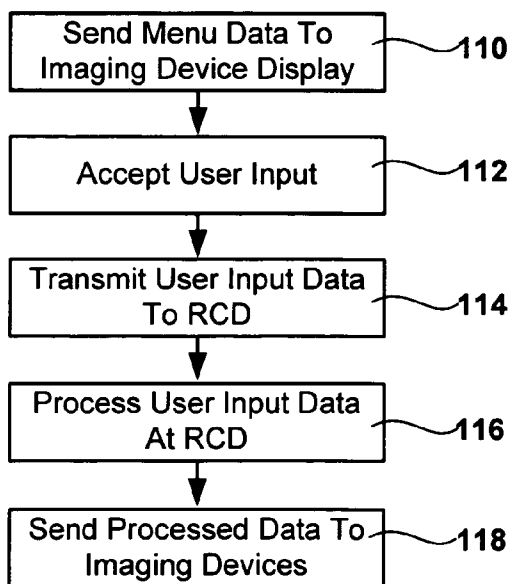 Send Menu Data To
Imaging Device Display
110
Accept User Input
112
Transmit User Input Data
To RCD
114
Process User Input Data
At RCD
116
Send Processed Data To
Imaging Devices
118